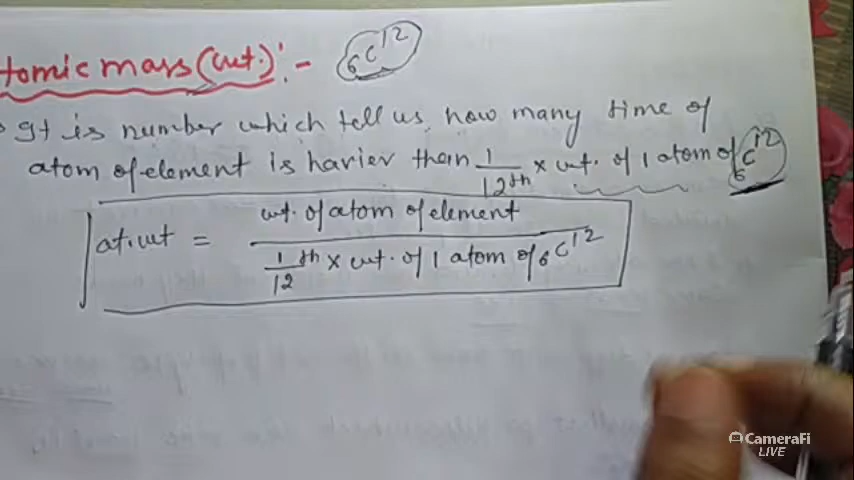 tomic mass (wt.) :- ₆C¹²
It is number which tell us how many time of
atom of element is havier than 1/12th × wt. of 1 atom of ₆C¹²
at. wt = wt. of atom of element / 1/12th × wt. of 1 atom of ₆C¹²
CameraFi
LIVE